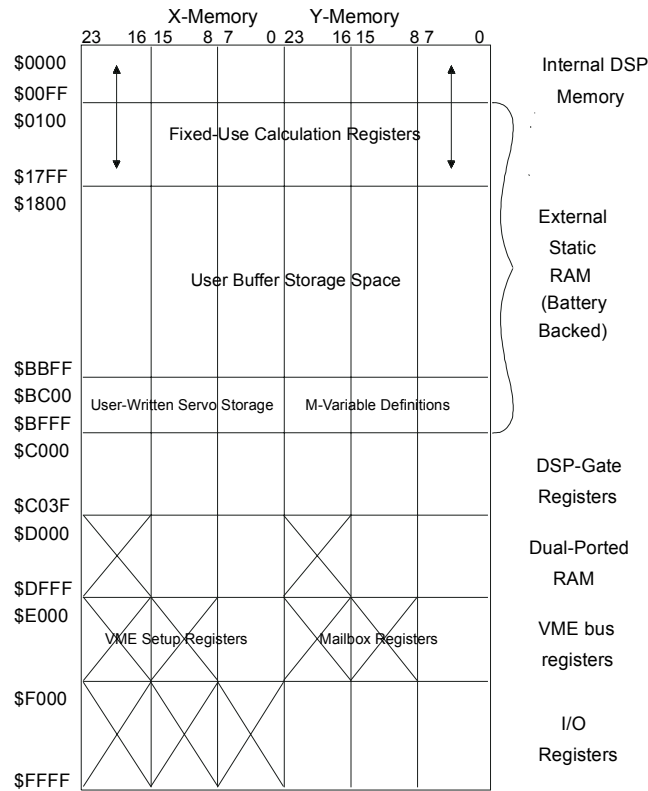 X-Memory Y-Memory
23 16 15 8 7 0 23 16 15 8 7 0
$0000
Internal DSP
$00FF
Memory
$0100
Fixed-Use Calculation Registers
$17FF
$1800
External
Static
RAM
(Battery
Backed)
User Buffer Storage Space
$BBFF
$BC00
User-Written Servo Storage M-Variable Definitions
$BFFF
$C000
DSP-Gate
Registers
$C03F
$D000
Dual-Ported
RAM
$DFFF
$E000
VME Setup Registers Mailbox Registers
VME bus
registers
$F000
I/O
Registers
$FFFF